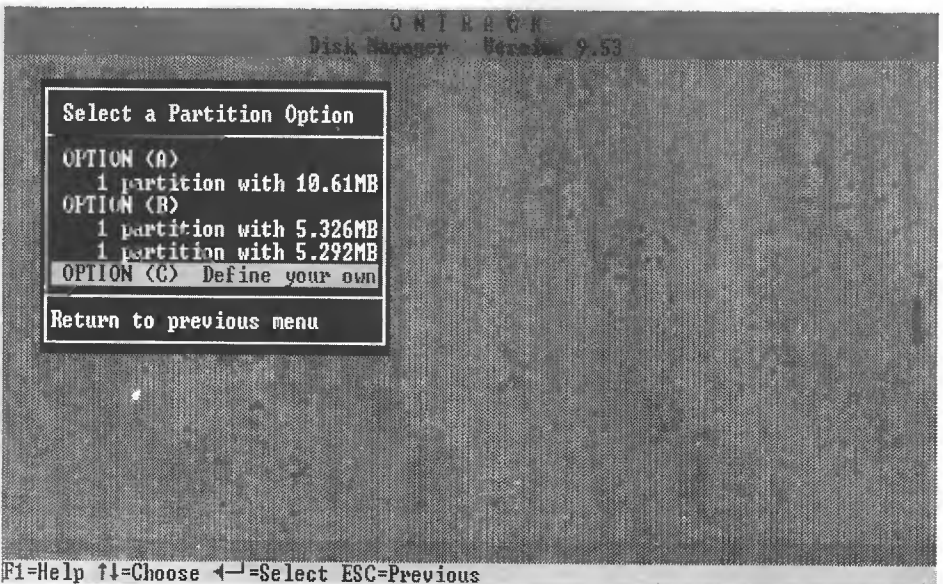 Disk Manager Version 9.53
Select a Partition Option
OPTION (A)
1 partition with 10.61MB
OPTION (B)
1 partition with 5.326MB
1 partition with 5.292MB
OPTION (C) Define your own
Return to previous menu
F1=Help ↑↓=Choose ◄─┘=Select ESC=Previous